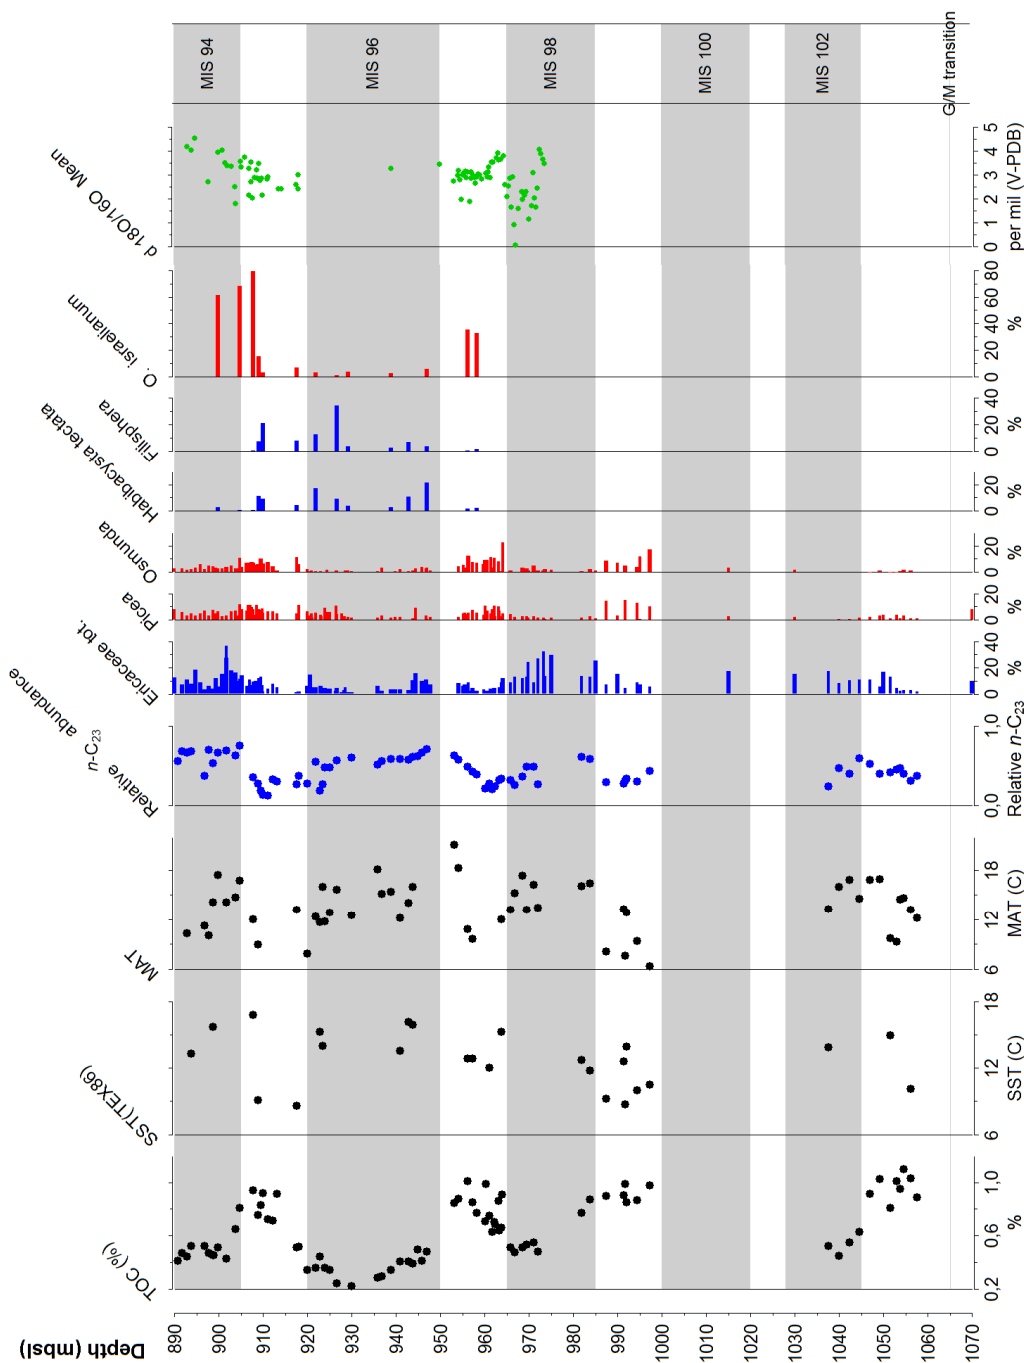 MIS 94
MIS 96
MIS 98
MIS 100
MIS 102
G/M transition
d 18O/16O Mean
0 1 2 3 4 5
per mil (V-PDB)
O. israelianum
0 20 40 60 80
%
Filisphera
0 20 40
%
Habibacysta tectata
0 20
%
Osmunda
0 20
%
Picea
0 20
%
Ericaceae tot.
0 20 40
%
Relative n-C23 abundance
0,0 1,0
Relative n-C23
MAT
6 12 18
MAT (C)
SST(TEX86)
6 12 18
SST (C)
TOC (%)
0,2 0,6 1,0
%
Depth (mbsl)
890 900 910 920 930 940 950 960 970 980 990 1000 1010 1020 1030 1040 1050 1060 1070